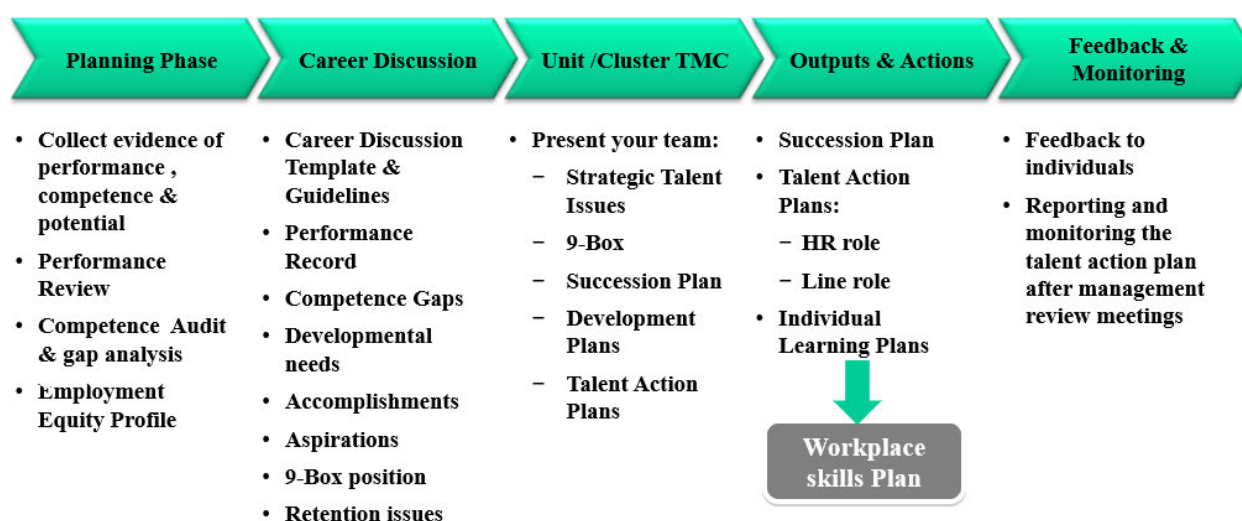 Planning Phase
Career Discussion
Unit /Cluster TMC
Outputs & Actions
Feedback &
Monitoring
• Collect evidence of
performance ,
competence &
potential
• Performance
Review
• Competence Audit
& gap analysis
• Employment
Equity Profile
• Career Discussion
Template &
Guidelines
• Performance
Record
• Competence Gaps
• Developmental
needs
• Accomplishments
• Aspirations
• 9-Box position
• Retention issues
• Present your team:
– Strategic Talent
Issues
– 9-Box
– Succession Plan
– Development
Plans
– Talent Action
Plans
• Succession Plan
• Talent Action
Plans:
– HR role
– Line role
• Individual
Learning Plans
Workplace
skills Plan
• Feedback to
individuals
• Reporting and
monitoring the
talent action plan
after management
review meetings